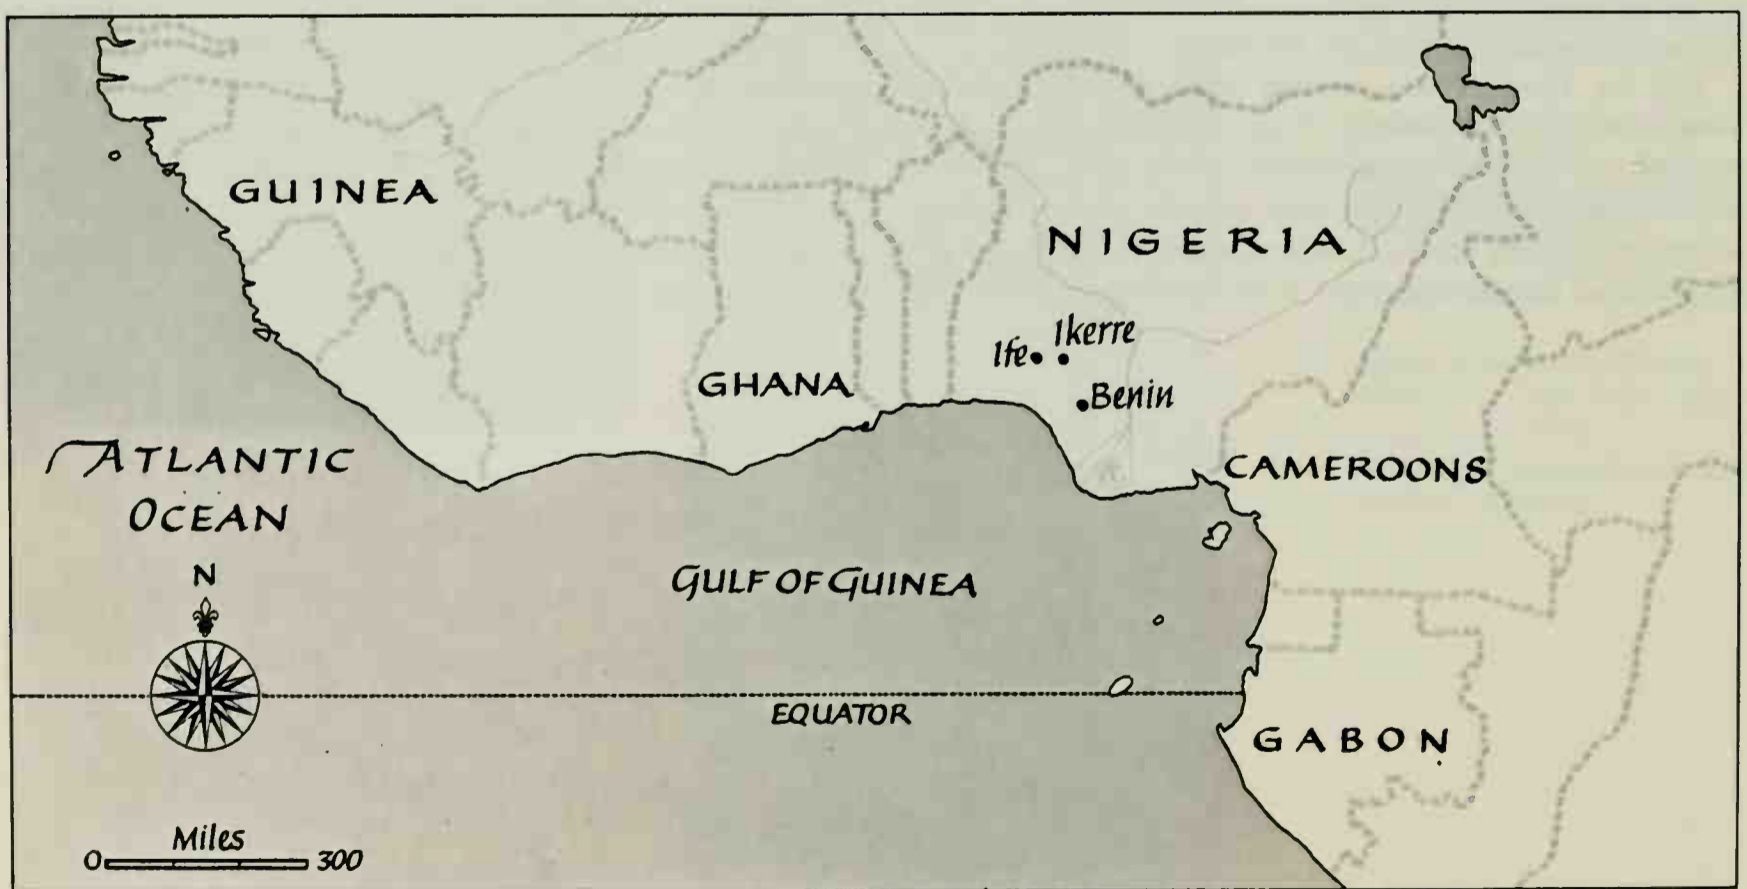 GUINEA
NIGERIA
Ife
Ikerre
GHANA
Benin
ATLANTIC
OCEAN
CAMEROONS
N
GULF OF GUINEA
EQUATOR
GABON
Miles
0 300